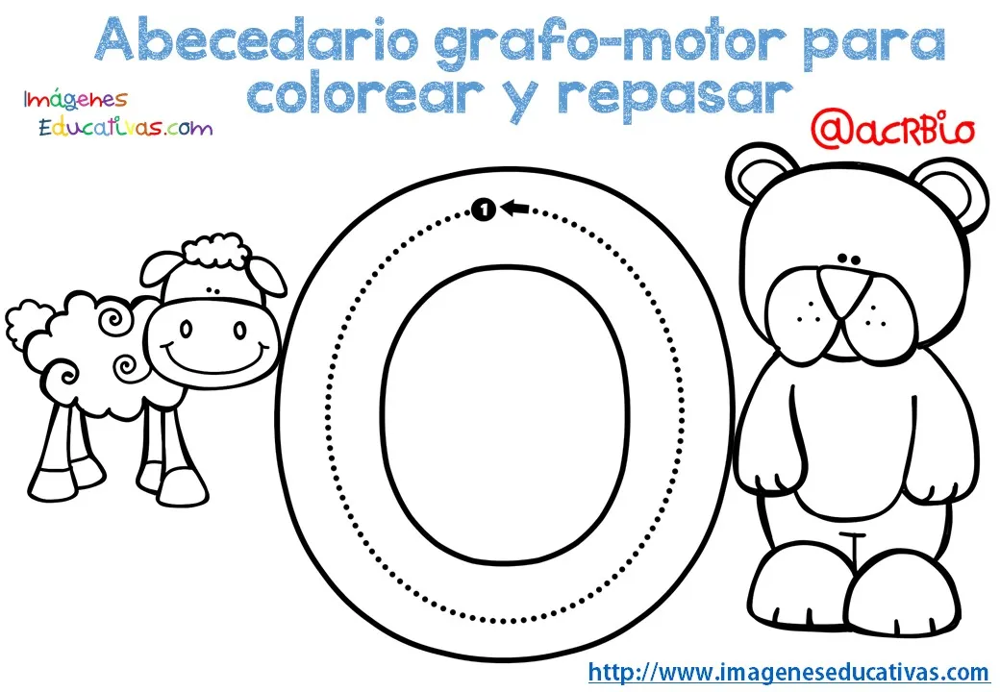 Abecedario grafo-motor para
colorear y repasar
Imágenes
Educativas.com
@acRBio
1
O
http://www.imageneseducativas.com